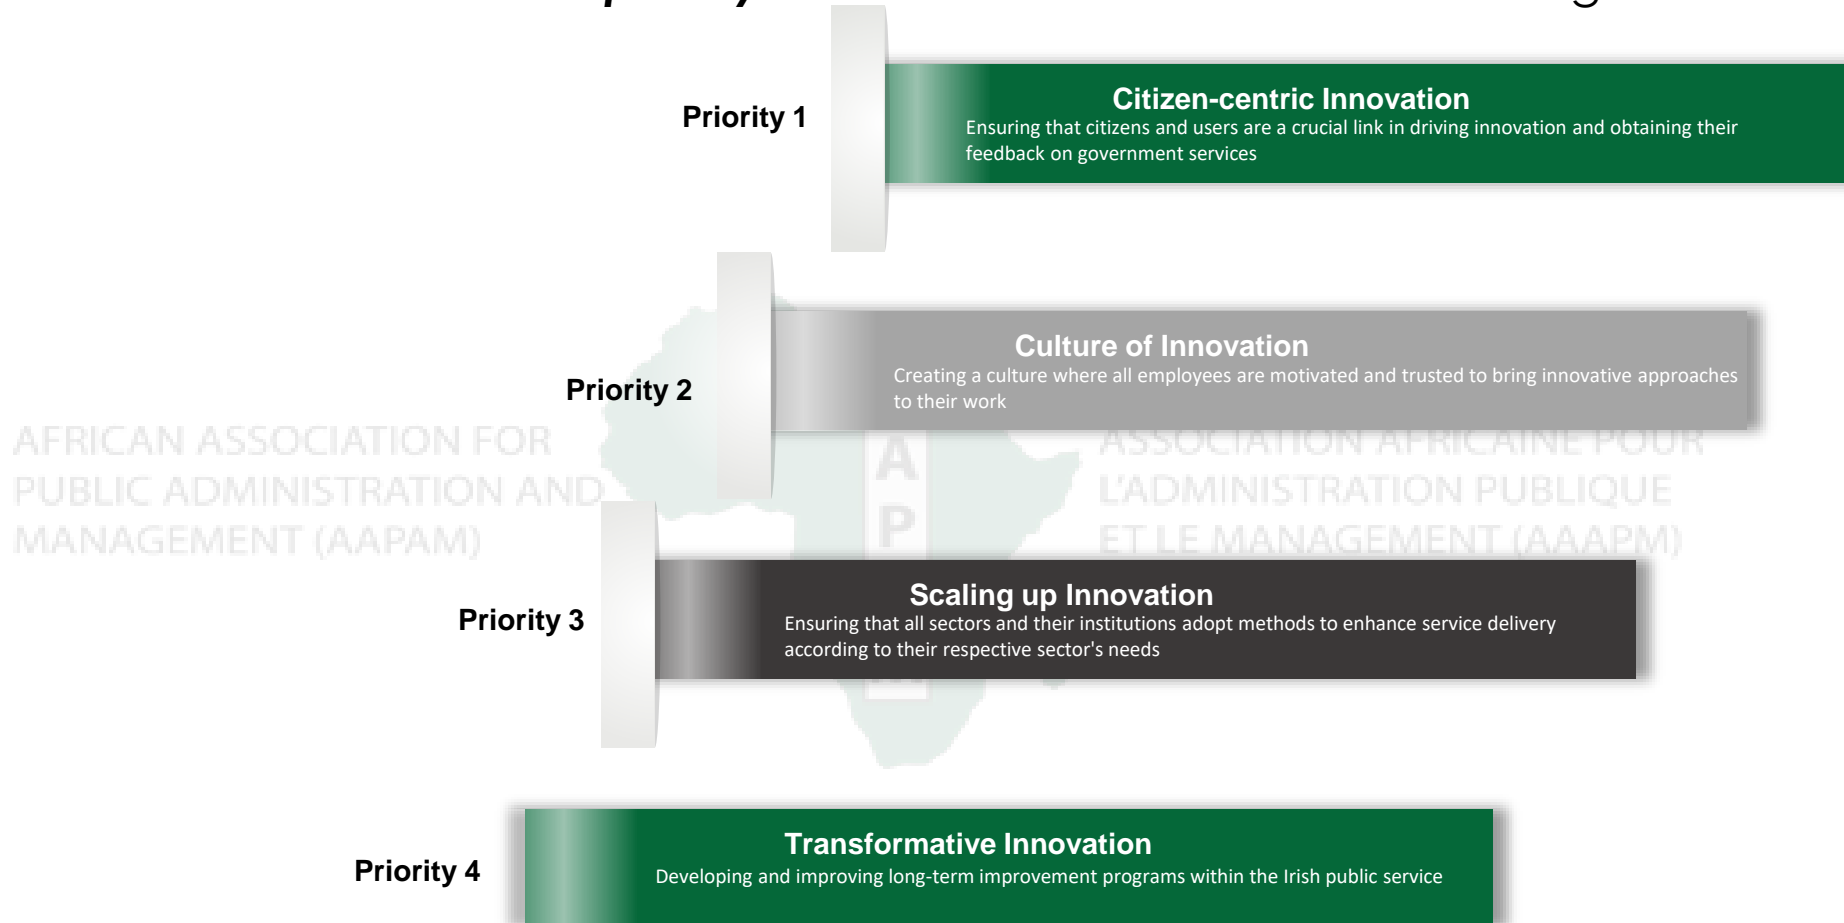 Priority 1
Citizen-centric Innovation
Ensuring that citizens and users are a crucial link in driving innovation and obtaining their
feedback on government services
Priority 2
Culture of Innovation
Creating a culture where all employees are motivated and trusted to bring innovative approaches
to their work
AFRICAN ASSOCIATION FOR
PUBLIC ADMINISTRATION AND
MANAGEMENT (AAPAM)
A
P
ASSOCIATION AFRICAINE POUR
L'ADMINISTRATION PUBLIQUE
ET LE MANAGEMENT (AAAPM)
Priority 3
Scaling up Innovation
Ensuring that all sectors and their institutions adopt methods to enhance service delivery
according to their respective sector's needs
Priority 4
Transformative Innovation
Developing and improving long-term improvement programs within the Irish public service